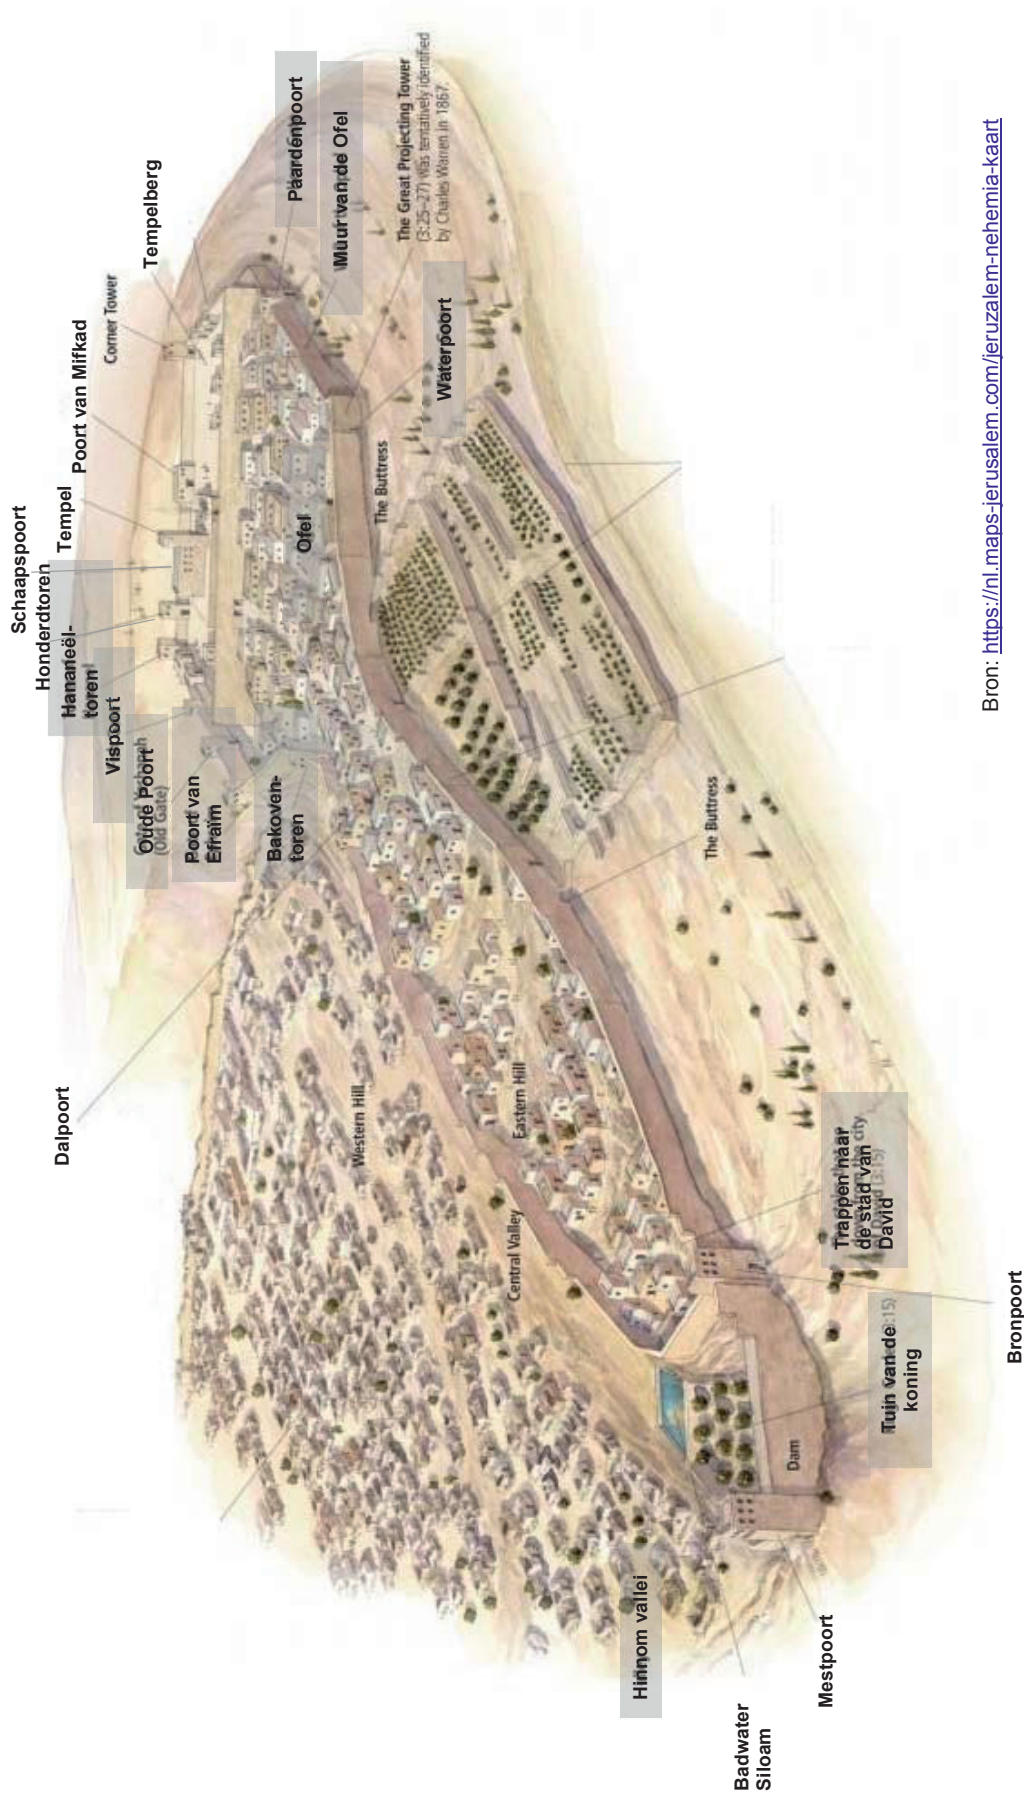 Schaapspoort
Honderdtoren
Hananeël-
toren
Vispoort
Oude Poort
(Old Gate)
Poort van
Efraïm
Bakoven-
toren
Tempel
Poort van Mifkad
Corner Tower
Tempelberg
Paardenpoort
Muur van de Ofel
The Great Projecting Tower
(3:25–27) was tentatively identified
by Charles Warren in 1867.
Waterpoort
The Buttress
Ofel
Dalpoort
Western Hill
Eastern Hill
Central Valley
The Buttress
Trappen naar
de stad van
David
Tuin van de
koning
Bronpoort
Dam
Hinnom vallei
Mestpoort
Badwater
Siloam
Bron: https://nl.maps-jerusalem.com/jeruzalem-nehemia-kaart